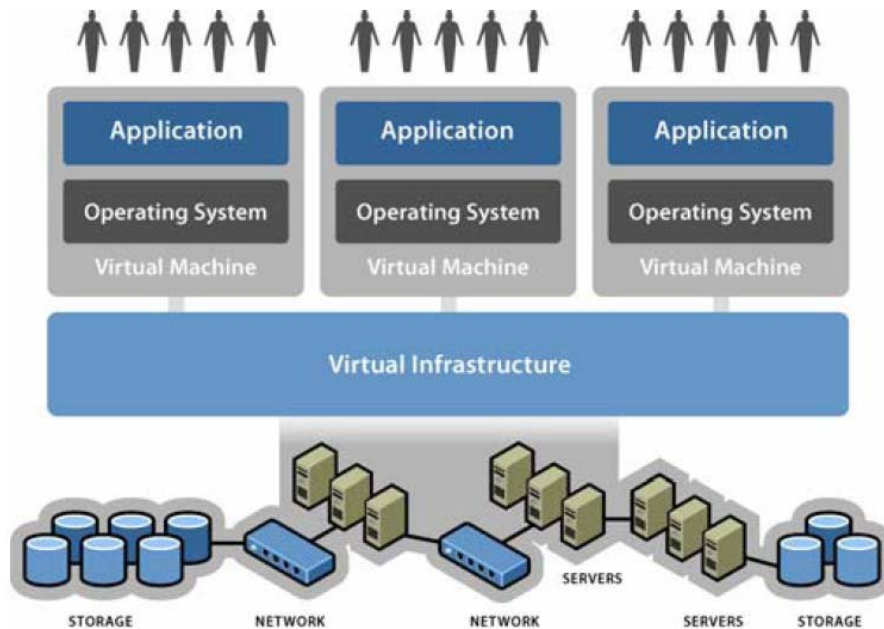 Application
Application
Application
Operating System
Operating System
Operating System
Virtual Machine
Virtual Machine
Virtual Machine
Virtual Infrastructure
SERVERS
STORAGE
NETWORK
NETWORK
SERVERS
STORAGE